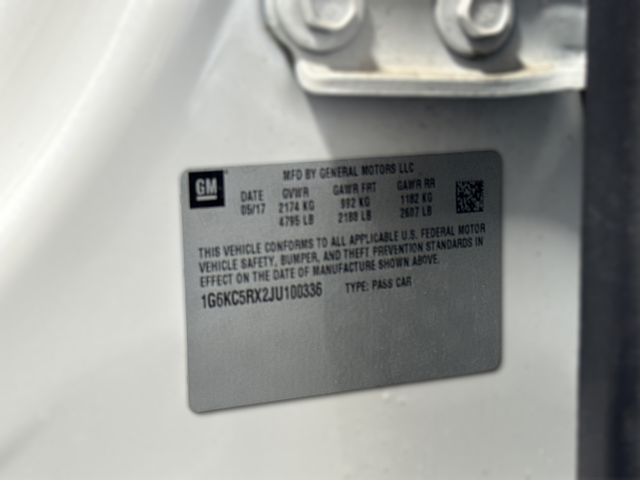 MFD BY GENERAL MOTORS LLC
GM
DATE GVWR GAWR FRT GAWR RR
05/17 2174 KG 992 KG 1182 KG
4795 LB 2188 LB 2607 LB
THIS VEHICLE CONFORMS TO ALL APPLICABLE U.S. FEDERAL MOTOR
VEHICLE SAFETY, BUMPER, AND THEFT PREVENTION STANDARDS IN
EFFECT ON THE DATE OF MANUFACTURE SHOWN ABOVE.
1G6KC5RX2JU100336 TYPE: PASS CAR